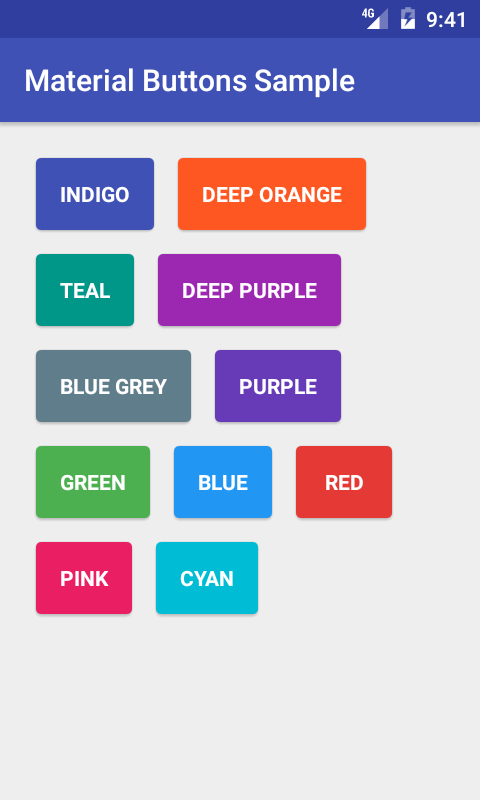 4G 9:41
Material Buttons Sample
INDIGO DEEP ORANGE
TEAL DEEP PURPLE
BLUE GREY PURPLE
GREEN BLUE RED
PINK CYAN